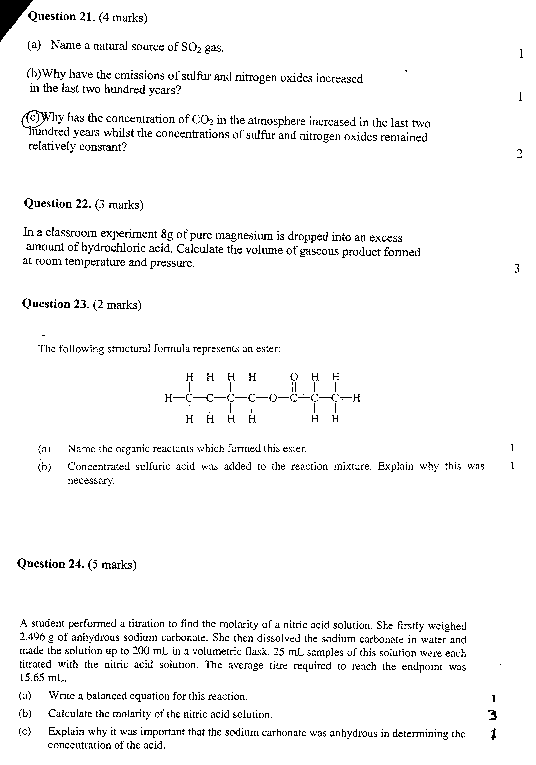 Question 21. (4 marks)
(a) Name a natural source of SO₂ gas.
1
(b)Why have the emissions of sulfur and nitrogen oxides increased
in the last two hundred years?
1
(c)Why has the concentration of CO₂ in the atmosphere increased in the last two
hundred years whilst the concentrations of sulfur and nitrogen oxides remained
relatively constant?
2
Question 22. (3 marks)
In a classroom experiment 8g of pure magnesium is dropped into an excess
amount of hydrochloric acid. Calculate the volume of gaseous product formed
at room temperature and pressure.
3
Question 23. (2 marks)
The following structural formula represents an ester:
H H H H O H H
H—C—C—C—C—O—C—C—C—H
H H H H H H
(a) Name the organic reactants which formed this ester. 1
(b) Concentrated sulfuric acid was added to the reaction mixture. Explain why this was 1
necessary.
Question 24. (5 marks)
A student performed a titration to find the molarity of a nitric acid solution. She firstly weighed
2.496 g of anhydrous sodium carbonate. She then dissolved the sodium carbonate in water and
made the solution up to 200 mL in a volumetric flask. 25 mL samples of this solution were each
titrated with the nitric acid solution. The average titre required to reach the endpoint was
15.65 mL.
(a) Write a balanced equation for this reaction. 1
(b) Calculate the molarity of the nitric acid solution. 3
(c) Explain why it was important that the sodium carbonate was anhydrous in determining the 1
concentration of the acid.